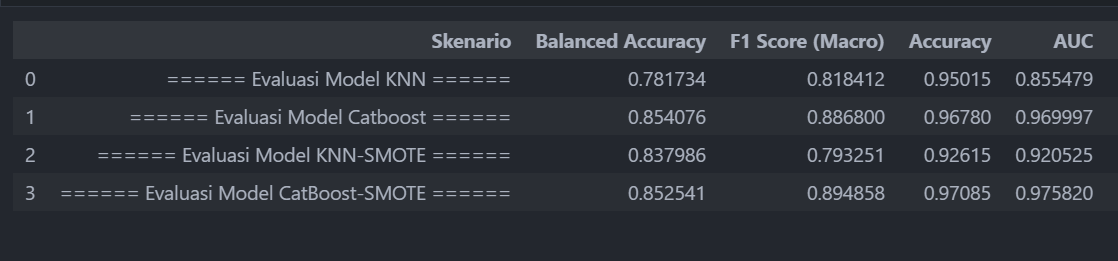 Skenario Balanced Accuracy F1 Score (Macro) Accuracy AUC
0 ====== Evaluasi Model KNN ====== 0.781734 0.818412 0.95015 0.855479
1 ====== Evaluasi Model Catboost ====== 0.854076 0.886800 0.96780 0.969997
2 ====== Evaluasi Model KNN-SMOTE ====== 0.837986 0.793251 0.92615 0.920525
3 ====== Evaluasi Model CatBoost-SMOTE ====== 0.852541 0.894858 0.97085 0.975820